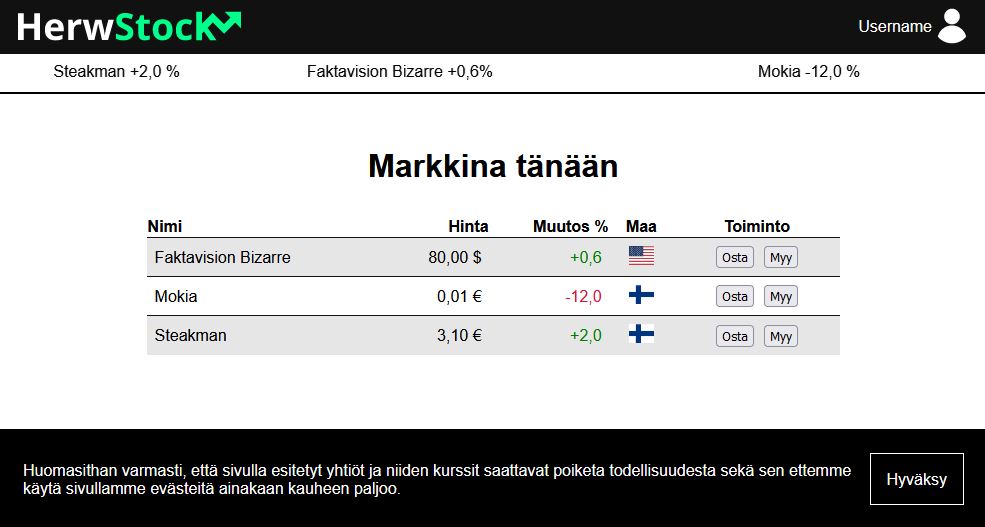 HerwStock
Username
Steakman +2,0 % Faktavision Bizarre +0,6% Mokia -12,0 %
Markkina tänään
Nimi Hinta Muutos % Maa Toiminto
Faktavision Bizarre 80,00 $ +0,6 Osta Myy
Mokia 0,01 € -12,0 Osta Myy
Steakman 3,10 € +2,0 Osta Myy
Huomasithan varmasti, että sivulla esitetyt yhtiöt ja niiden kurssit saattavat poiketa todellisuudesta sekä sen ettemme
käytä sivullamme evästeitä ainakaan kauheen paljoo.
Hyväksy